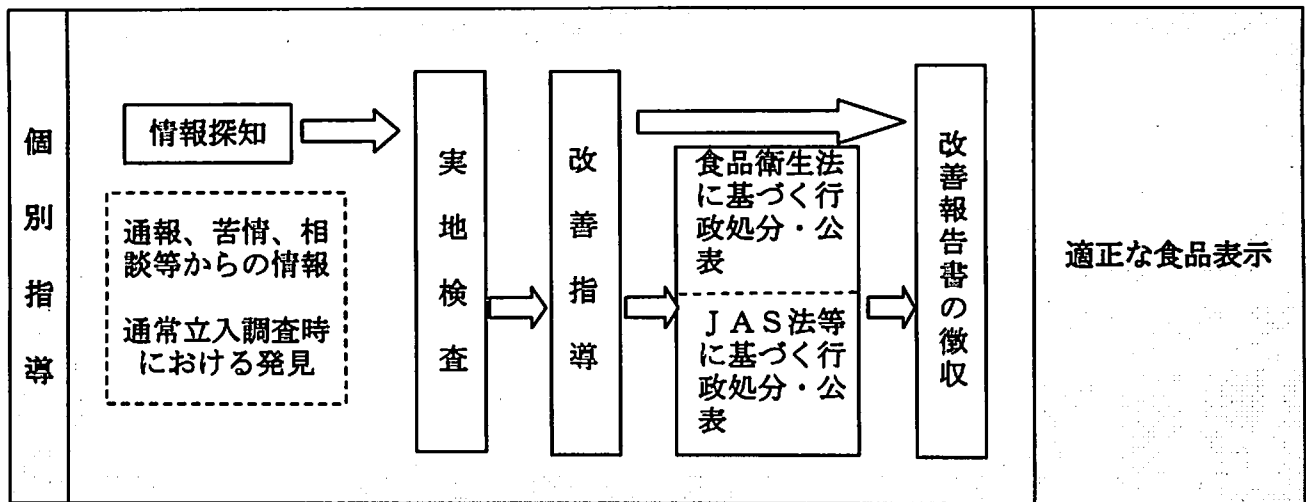 個別指導
情報探知
通報、苦情、相
談等からの情報
通常立入調査時
における発見
実地検査
改善指導
食品衛生法
に基づく行
政処分・公
表
ＪＡＳ法等
に基づく行
政処分・公
表
改善報告書の徴収
適正な食品表示